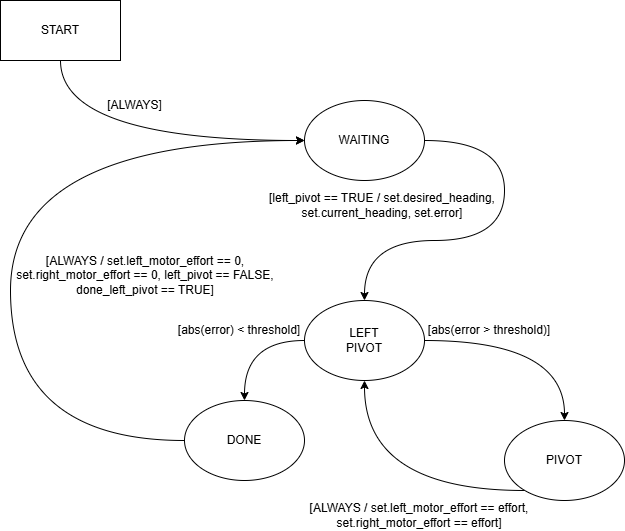 START
[ALWAYS]
WAITING
[left_pivot == TRUE / set.desired_heading,
set.current_heading, set.error]
[ALWAYS / set.left_motor_effort == 0,
set.right_motor_effort == 0, left_pivot == FALSE,
done_left_pivot == TRUE]
[abs(error) < threshold]
LEFT
PIVOT
[abs(error > threshold)]
DONE
PIVOT
[ALWAYS / set.left_motor_effort == effort,
set.right_motor_effort == effort]